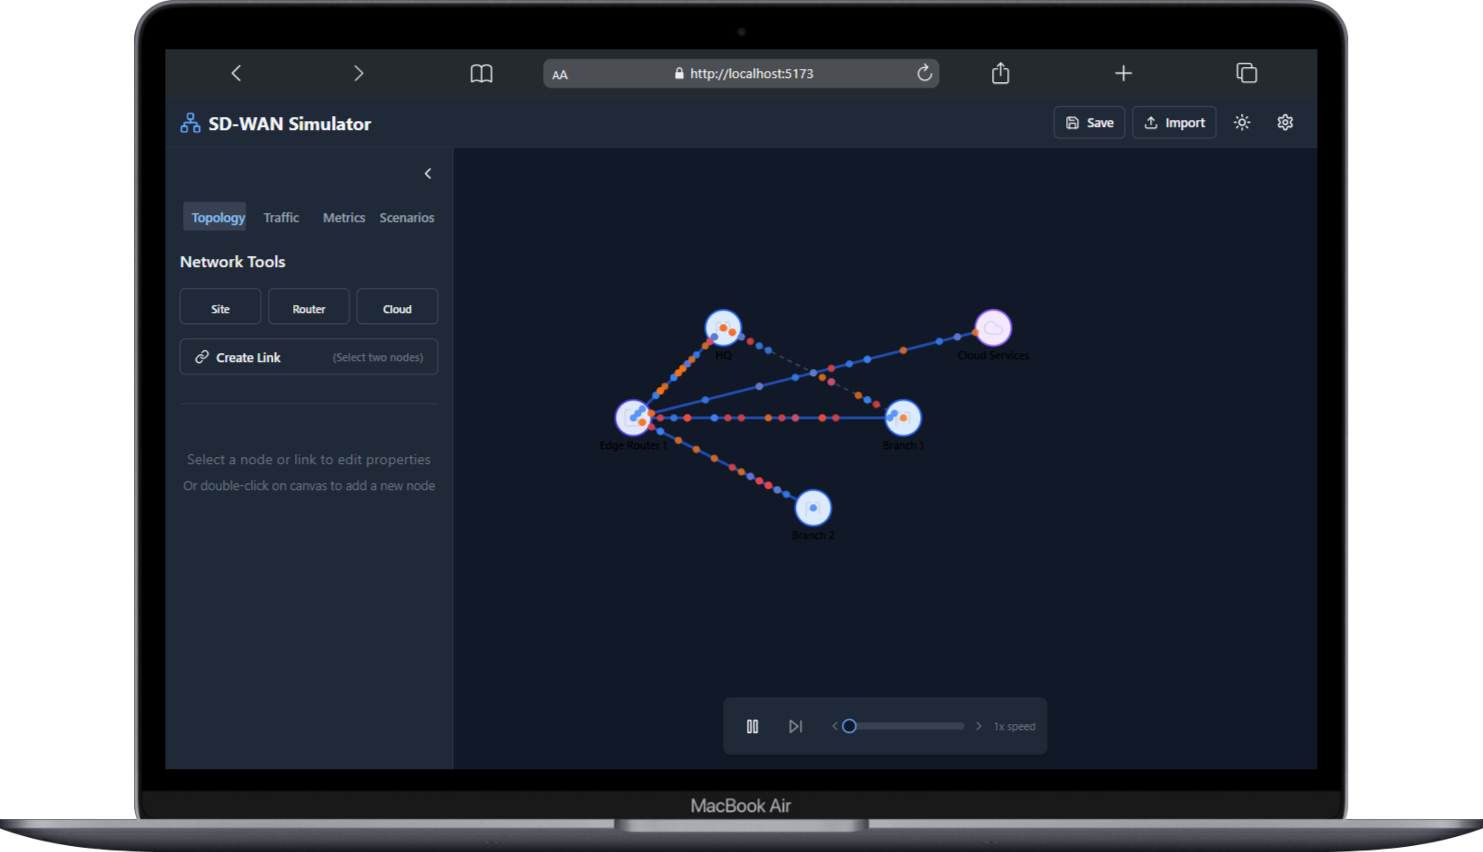 AA
http://localhost:5173
SD-WAN Simulator
Save
Import
Topology
Traffic
Metrics
Scenarios
Network Tools
Site
Router
Cloud
Create Link
(Select two nodes)
Select a node or link to edit properties
Or double-click on canvas to add a new node
HQ
Cloud Services
Edge Router 1
Branch 1
Branch 2
1x speed
MacBook Air